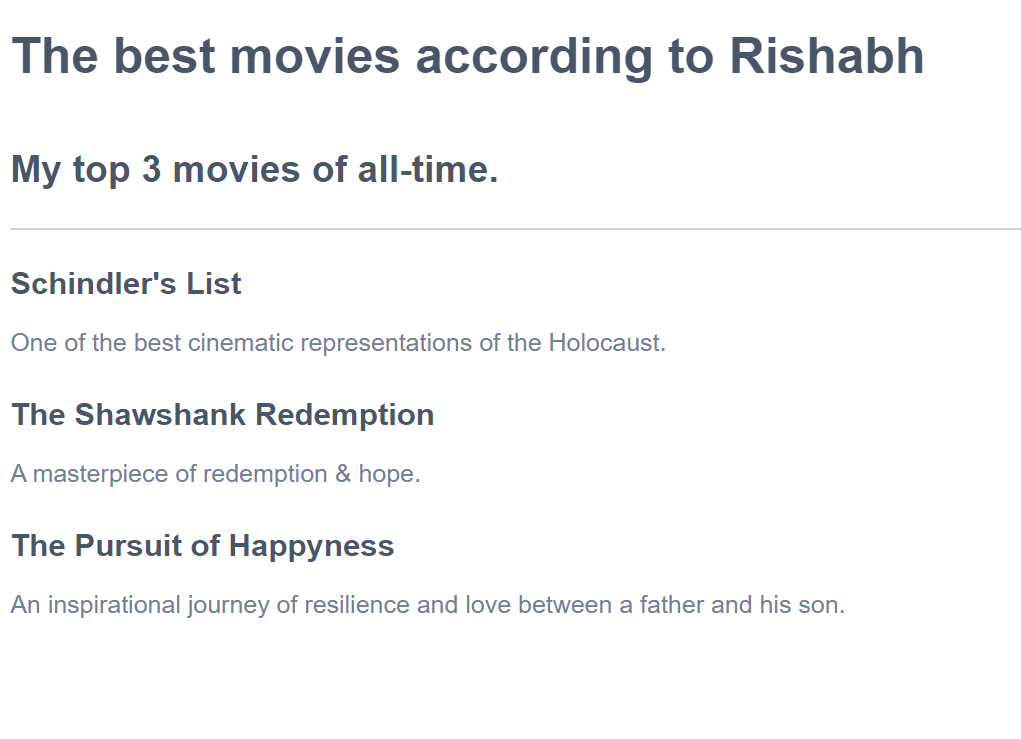 The best movies according to Rishabh
My top 3 movies of all-time.
Schindler's List
One of the best cinematic representations of the Holocaust.
The Shawshank Redemption
A masterpiece of redemption & hope.
The Pursuit of Happyness
An inspirational journey of resilience and love between a father and his son.